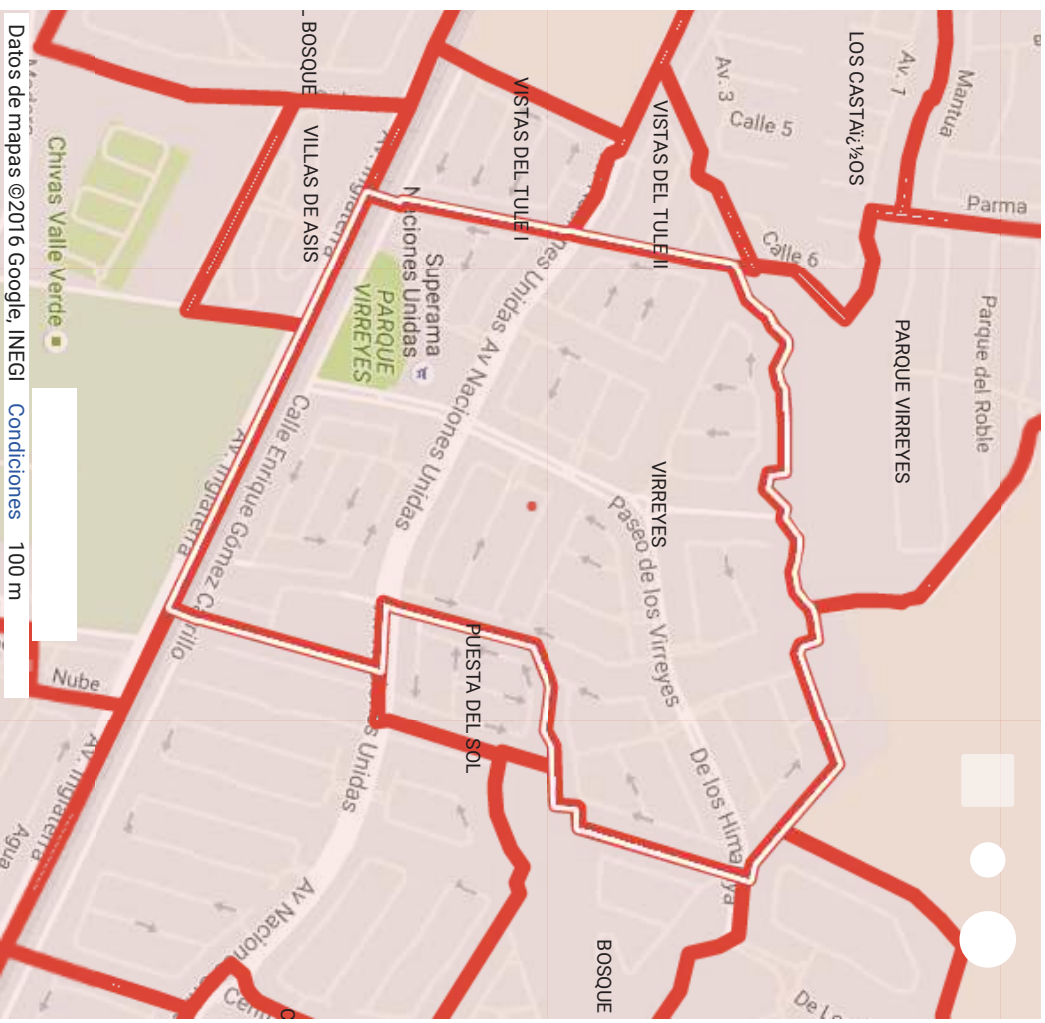 LOS CASTAï¿½OS
Av. 1
Mantua
Av. 3
Calle 5
Parma
Calle 6
PARQUE VIRREYES
Parque del Roble
VISTAS DEL TULE II
VISTAS DEL TULE I
BOSQUE
VILLAS DE ASIS
Av. Inglaterra
Superama
Naciones Unidas
PARQUE
VIRREYES
Av Naciones Unidas
VIRREYES
Paseo de los Virreyes
Calle Enrique Gómez Carrillo
Av. Inglaterra
Chivas Valle Verde
PUESTA DEL SOL
De los Himalaya
Nube
Av. Inglaterra
Agua
BOSQUE
Datos de mapas ©2016 Google, INEGI Condiciones 100 m